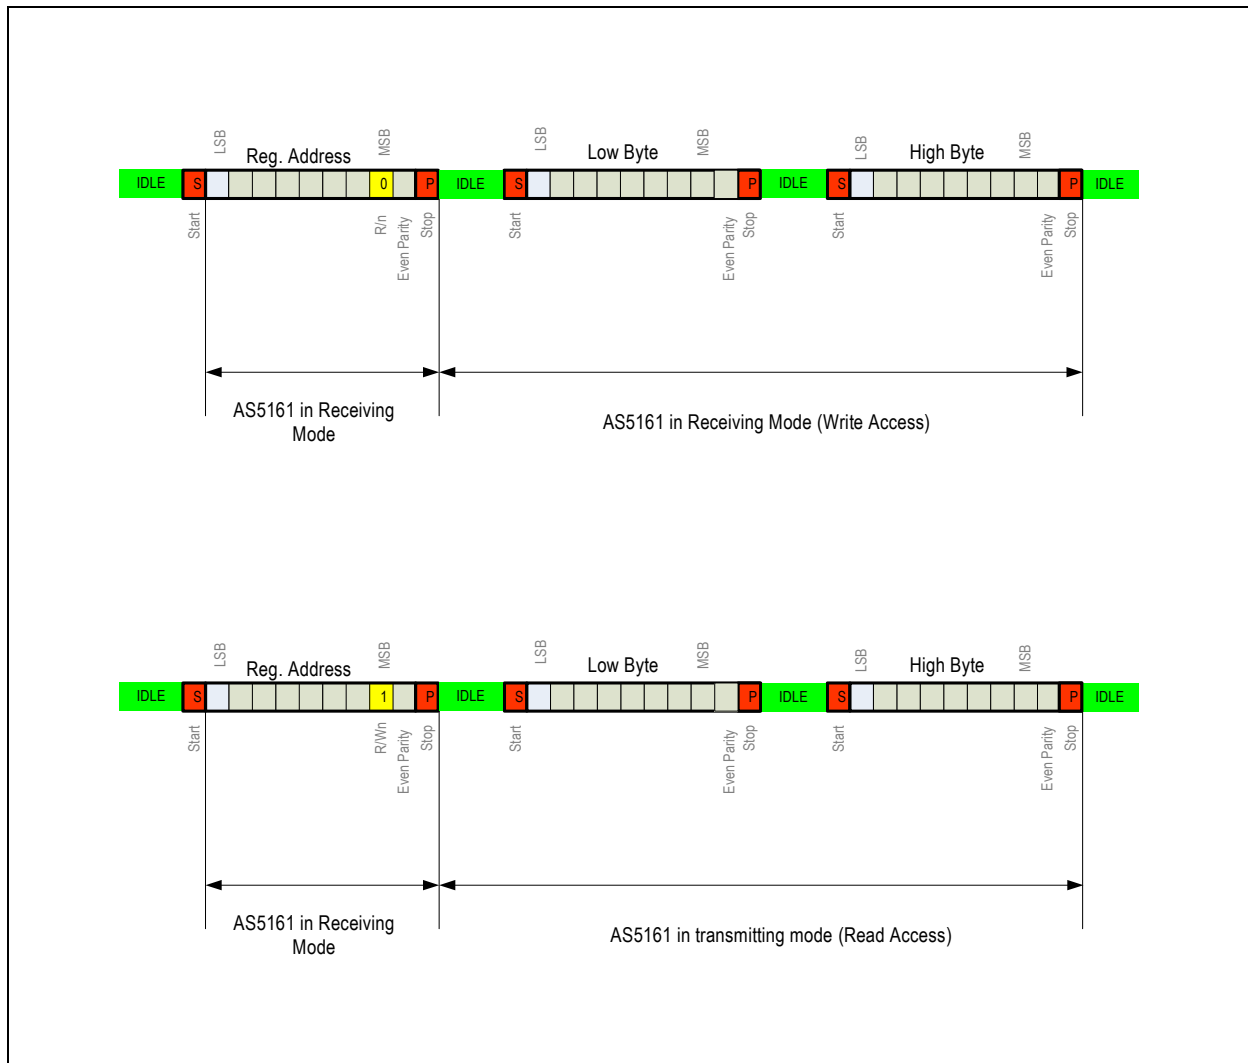 LSB MSB LSB MSB LSB MSB
Reg. Address Low Byte High Byte
IDLE S 0 P IDLE S P IDLE S P IDLE
Start R/n Even Parity Stop Start Even Parity Stop Start Even Parity Stop
AS5161 in Receiving
Mode
AS5161 in Receiving Mode (Write Access)
LSB MSB LSB MSB LSB MSB
Reg. Address Low Byte High Byte
IDLE S 1 P IDLE S P IDLE S P IDLE
Start R/Wn Even Parity Stop Start Even Parity Stop Start Even Parity Stop
AS5161 in Receiving
Mode
AS5161 in transmitting mode (Read Access)